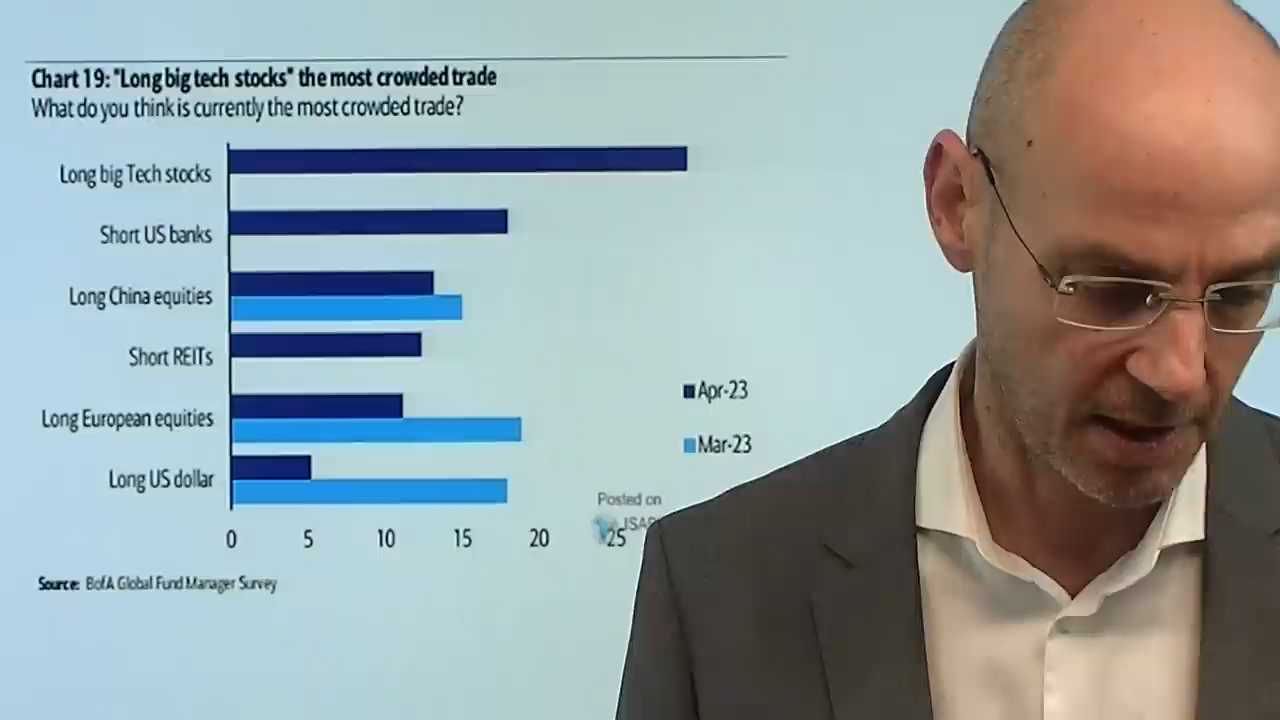 Chart 19: "Long big tech stocks" the most crowded trade
What do you think is currently the most crowded trade?
Long big Tech stocks
Short US banks
Long China equities
Short REITs
Long European equities
Long US dollar
Apr-23
Mar-23
Posted on
0 5 10 15 20 25
Source: BofA Global Fund Manager Survey